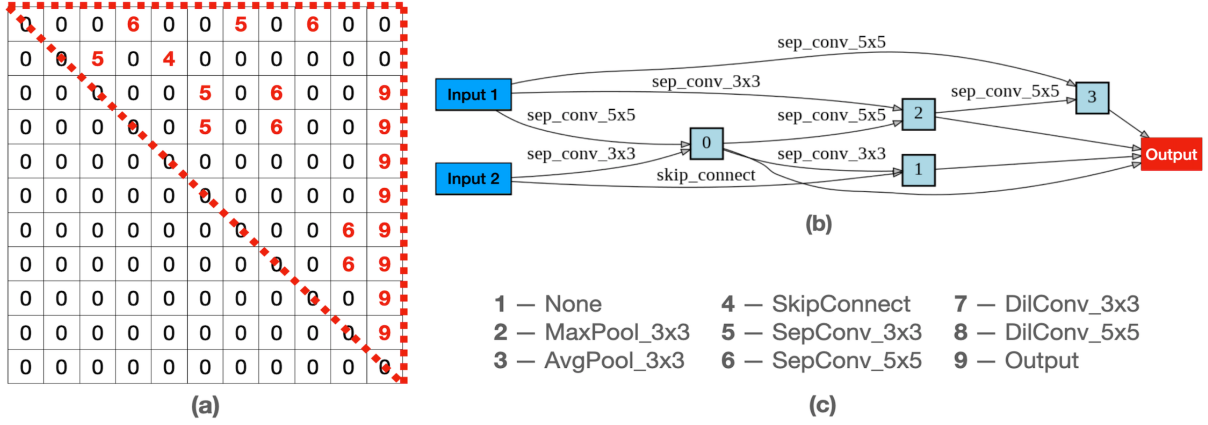 0 0 0 6 0 0 5 0 6 0 0
0 0 5 0 4 0 0 0 0 0 0
0 0 0 0 0 5 0 6 0 0 9
0 0 0 0 0 5 0 6 0 0 9
0 0 0 0 0 0 0 0 0 0 9
0 0 0 0 0 0 0 0 0 0 9
0 0 0 0 0 0 0 0 0 6 9
0 0 0 0 0 0 0 0 0 6 9
0 0 0 0 0 0 0 0 0 0 9
0 0 0 0 0 0 0 0 0 0 9
0 0 0 0 0 0 0 0 0 0 0
(a)
sep_conv_5x5
sep_conv_3x3
sep_conv_5x5
Input 1
3
sep_conv_5x5
sep_conv_5x5
2
0
Output
sep_conv_3x3
sep_conv_3x3
1
Input 2
skip_connect
(b)
1 — None
2 — MaxPool_3x3
3 — AvgPool_3x3
4 — SkipConnect
5 — SepConv_3x3
6 — SepConv_5x5
7 — DilConv_3x3
8 — DilConv_5x5
9 — Output
(c)